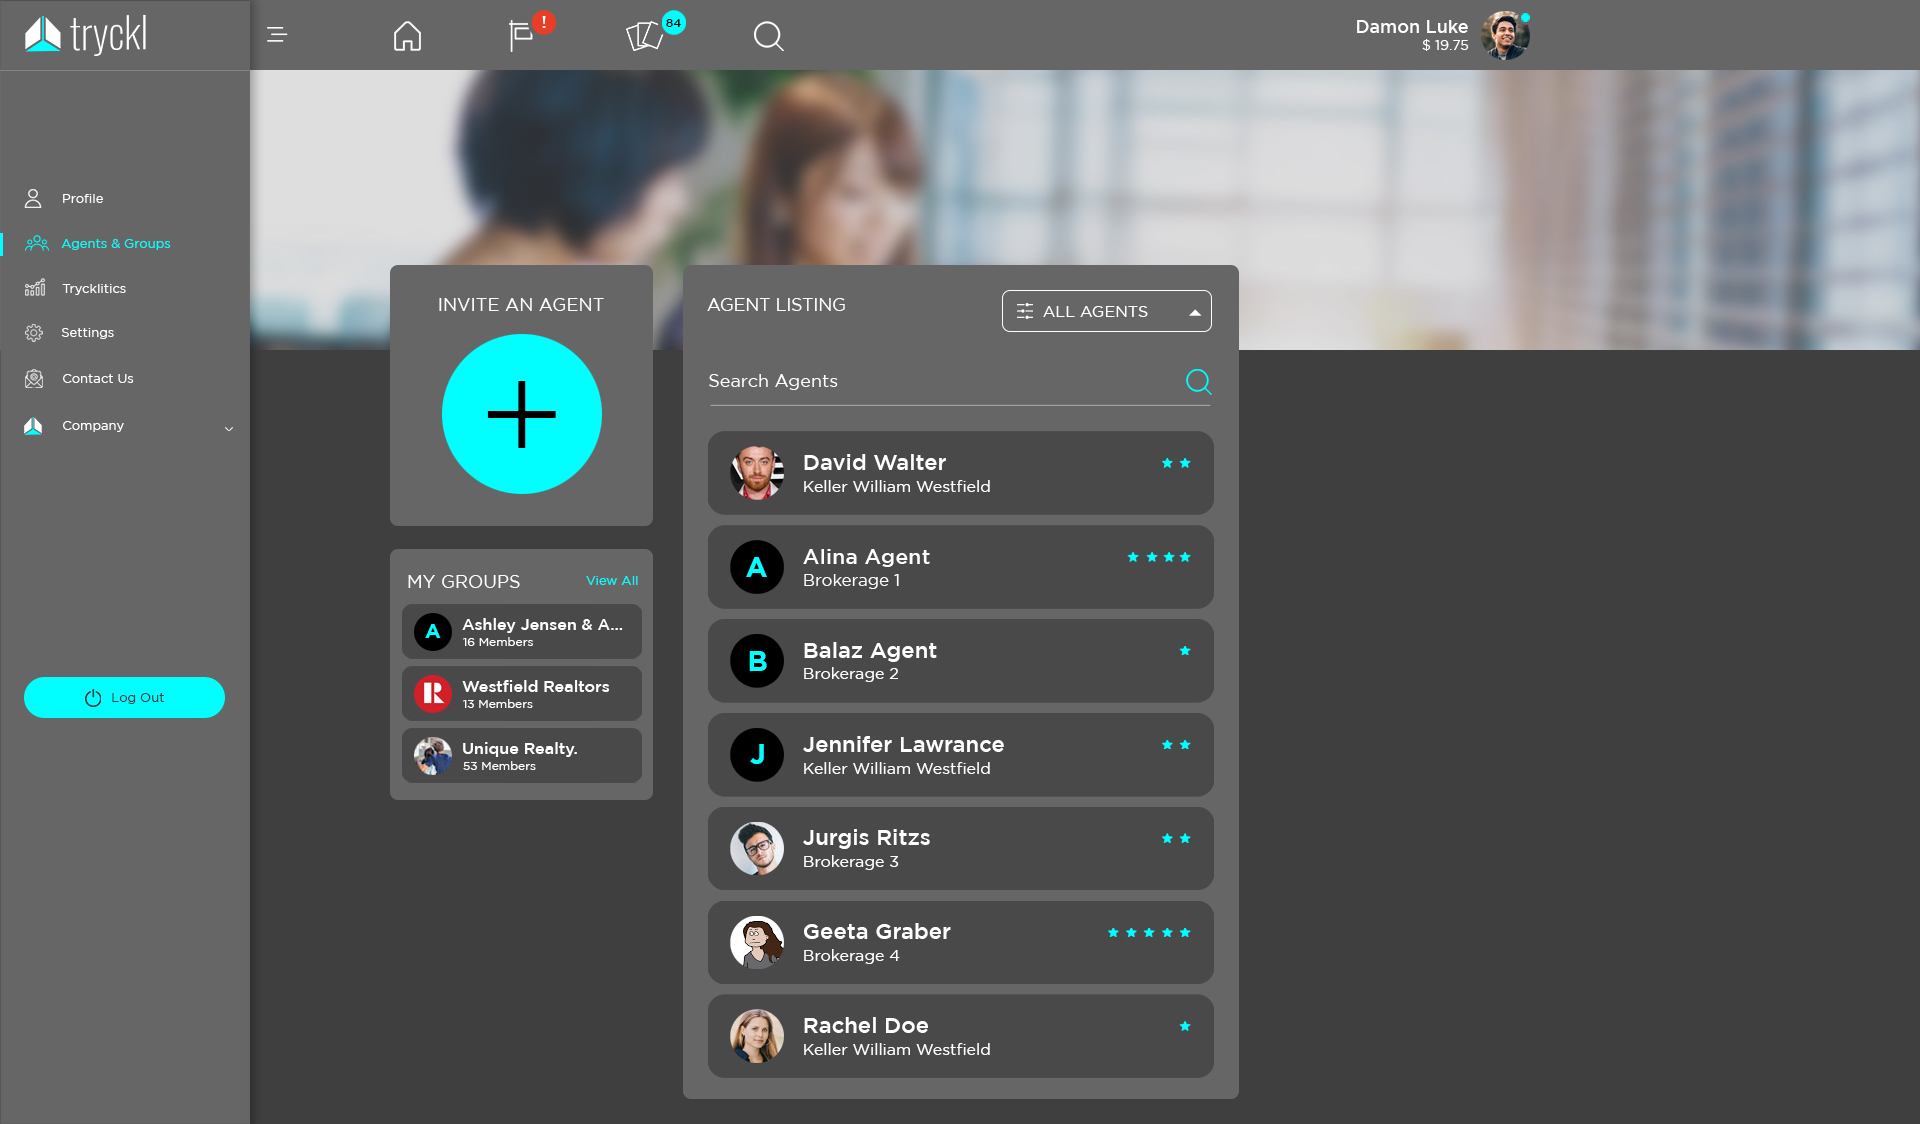 tryckl
!
84
Damon Luke
$ 19.75
Profile
Agents & Groups
Trycklitics
Settings
Contact Us
Company
Log Out
INVITE AN AGENT
MY GROUPS
View All
A
Ashley Jensen & A...
16 Members
R
Westfield Realtors
13 Members
Unique Realty.
53 Members
AGENT LISTING
ALL AGENTS
Search Agents
David Walter
Keller William Westfield
A
Alina Agent
Brokerage 1
B
Balaz Agent
Brokerage 2
J
Jennifer Lawrance
Keller William Westfield
Jurgis Ritzs
Brokerage 3
Geeta Graber
Brokerage 4
Rachel Doe
Keller William Westfield